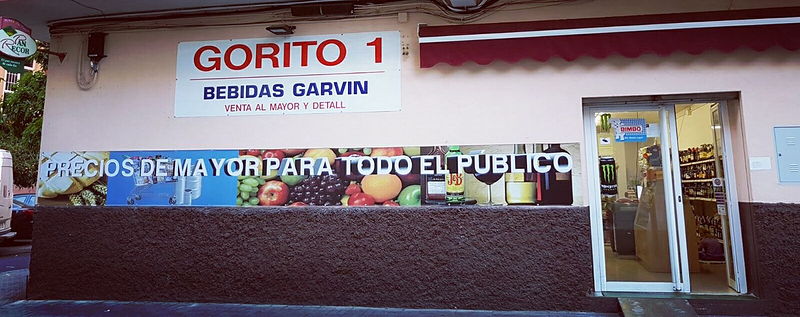 GORITO 1
BEBIDAS GARVIN
VENTA AL MAYOR Y DETALL
PRECIOS DE MAYOR PARA TODO EL PUBLICO
BIMBO
J&B